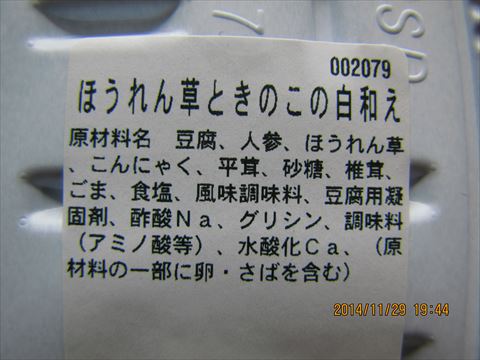 7
SP
002079
ほうれん草ときのこの白和え
原材料名 豆腐、人参、ほうれん草
、こんにゃく、平茸、砂糖、椎茸、
ごま、食塩、風味調味料、豆腐用凝
固剤、酢酸Na、グリシン、調味料
(アミノ酸等)、水酸化Ca、(原
材料の一部に卵・さばを含む)
2014/11/29 19:44